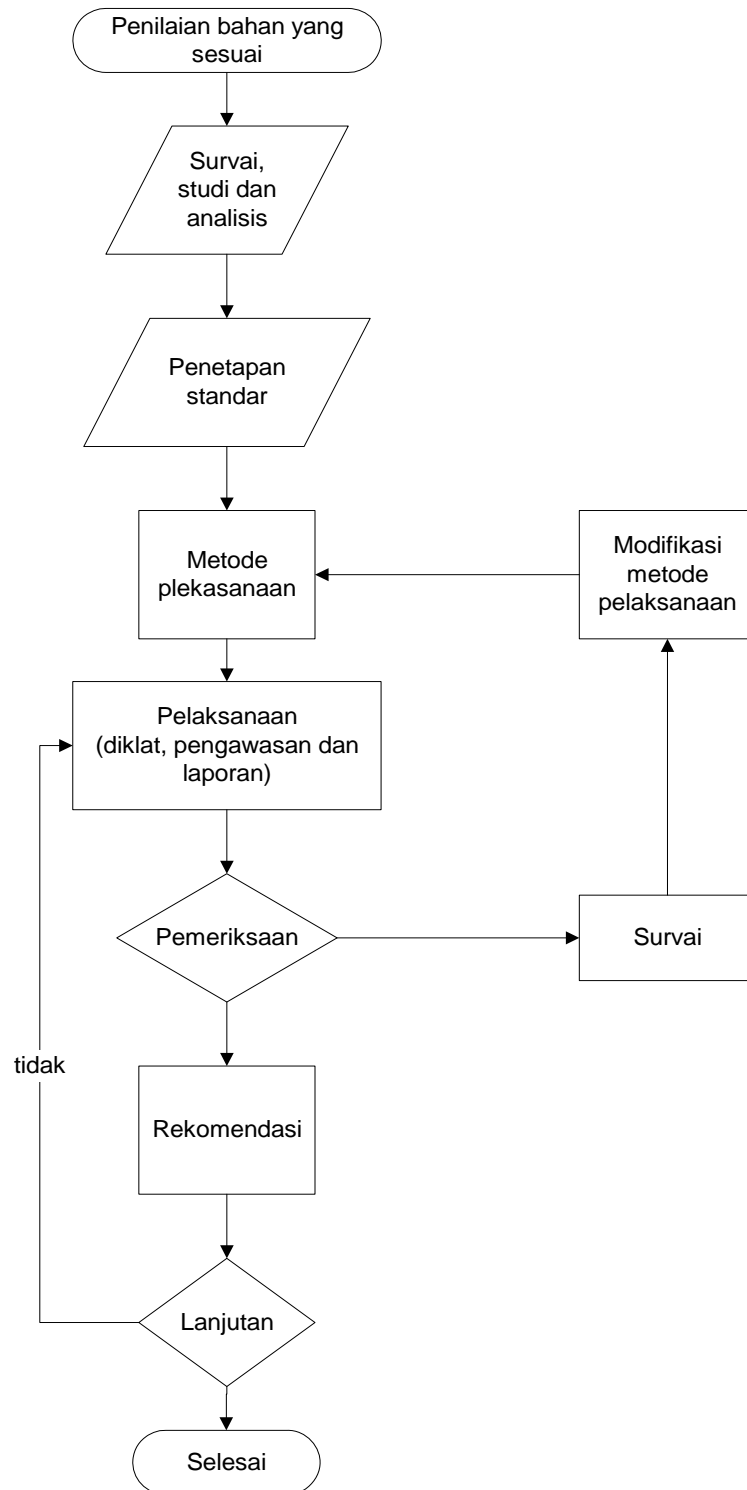 Penilaian bahan yang
sesuai
Survai,
studi dan
analisis
Penetapan
standar
Metode
plekasanaan
Modifikasi
metode
pelaksanaan
Pelaksanaan
(diklat, pengawasan dan
laporan)
Pemeriksaan
Survai
tidak
Rekomendasi
Lanjutan
Selesai